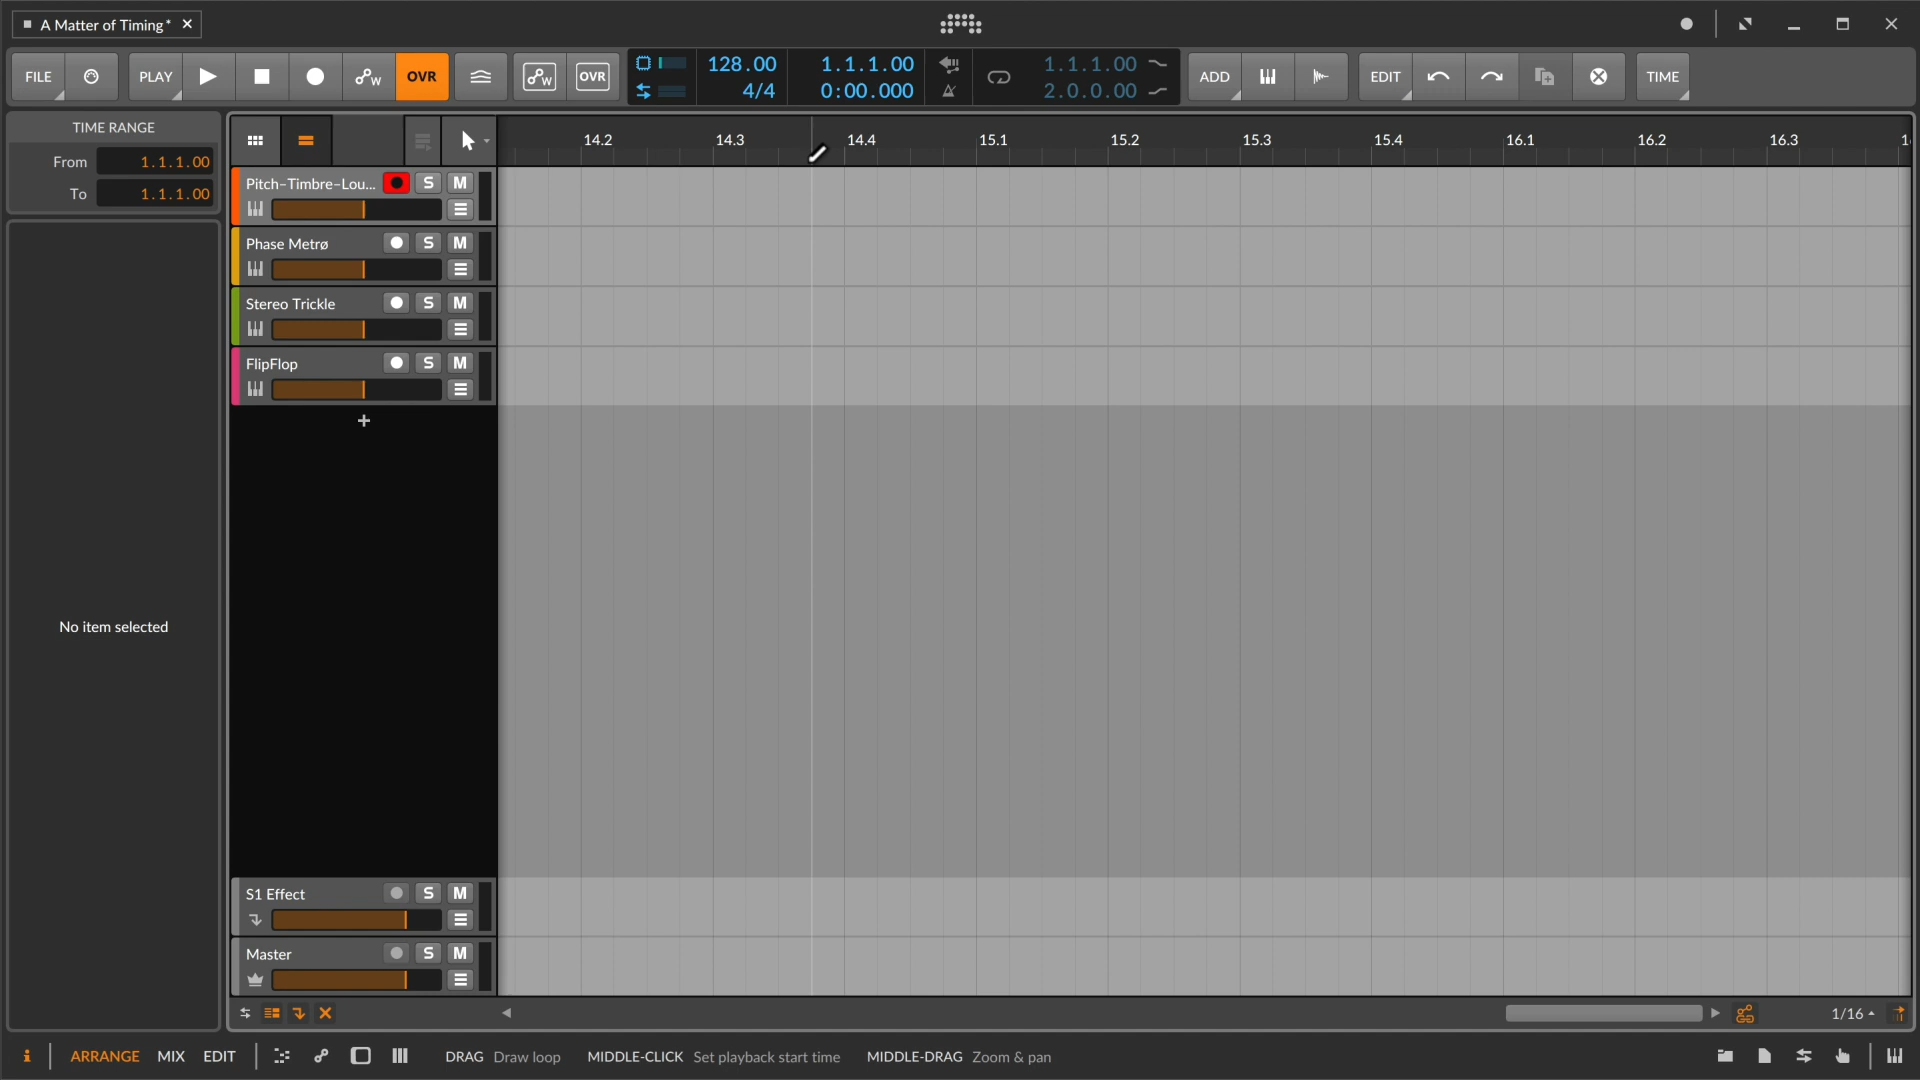 A Matter of Timing*
FILE
PLAY
OVR
OVR
128.00
4/4
1.1.1.00
0:00.000
1.1.1.00
2.0.0.00
ADD
EDIT
TIME
TIME RANGE
From 1.1.1.00
To 1.1.1.00
No item selected
14.2 14.3 14.4 15.1 15.2 15.3 15.4 16.1 16.2 16.3
Pitch-Timbre-Lou... S M
Phase Metrø S M
Stereo Trickle S M
FlipFlop S M
+
S1 Effect S M
Master S M
1/16
i ARRANGE MIX EDIT
DRAG Draw loop MIDDLE-CLICK Set playback start time MIDDLE-DRAG Zoom & pan